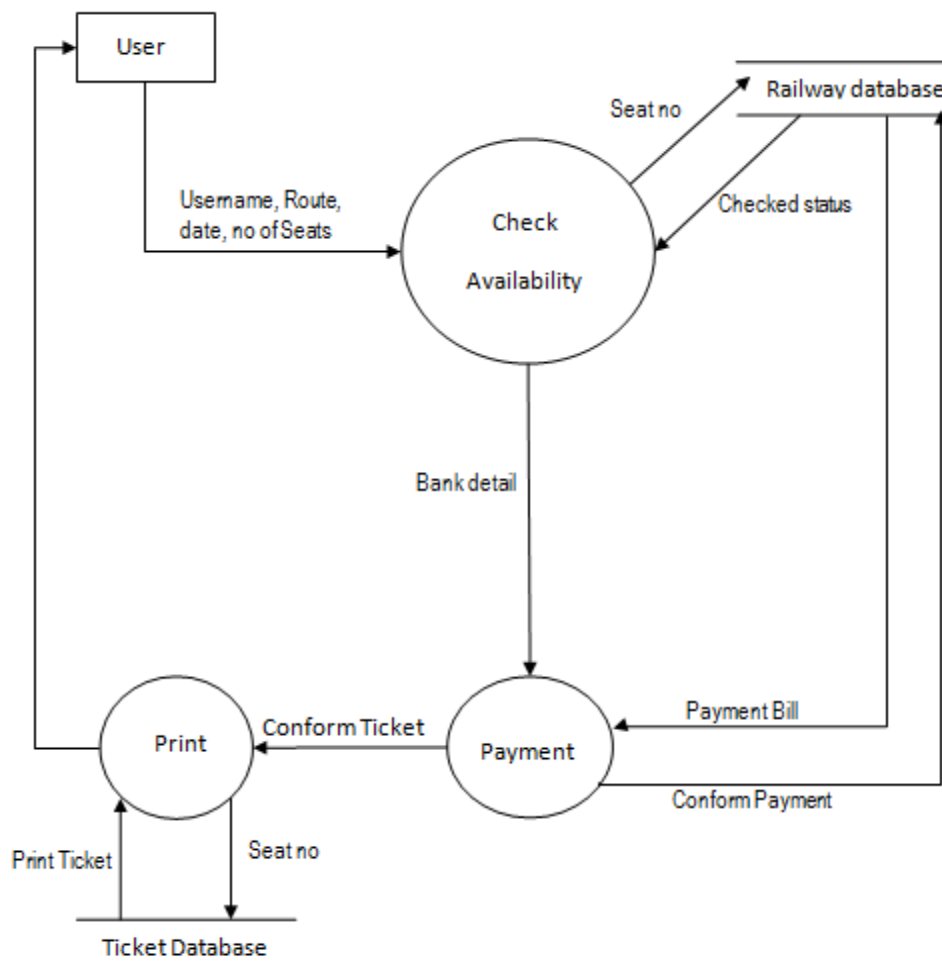 User
Railway database
Seat no
Username, Route,
date, no of Seats
Checked status
Check
Availability
Bank detail
Conform Ticket
Payment Bill
Print
Payment
Conform Payment
Print Ticket
Seat no
Ticket Database